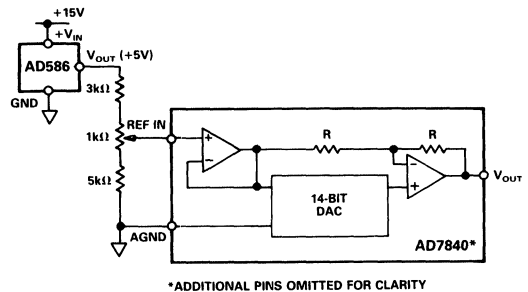 +15V
+VIN
AD586
VOUT (+5V)
GND
3kΩ
1kΩ
REF IN
5kΩ
AGND
R
R
14-BIT
DAC
VOUT
AD7840*
*ADDITIONAL PINS OMITTED FOR CLARITY